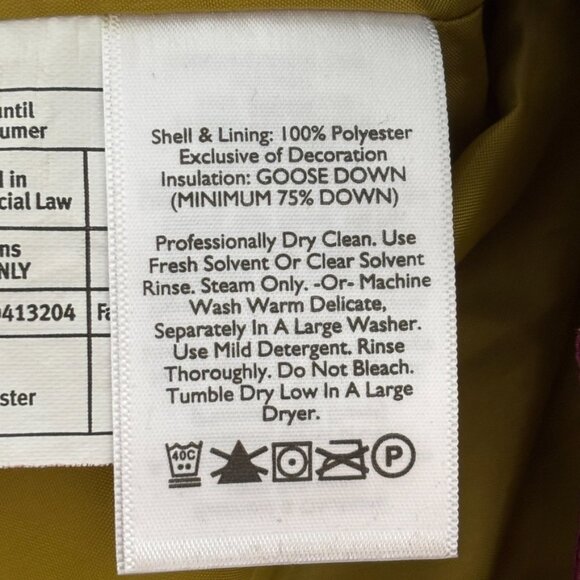 until
umer
d in
cial Law
ns
NLY
0413204
Fa
ster
Shell & Lining: 100% Polyester
Exclusive of Decoration
Insulation: GOOSE DOWN
(MINIMUM 75% DOWN)
Professionally Dry Clean. Use
Fresh Solvent Or Clear Solvent
Rinse. Steam Only. -Or- Machine
Wash Warm Delicate,
Separately In A Large Washer.
Use Mild Detergent. Rinse
Thoroughly. Do Not Bleach.
Tumble Dry Low In A Large
Dryer.
40C
P